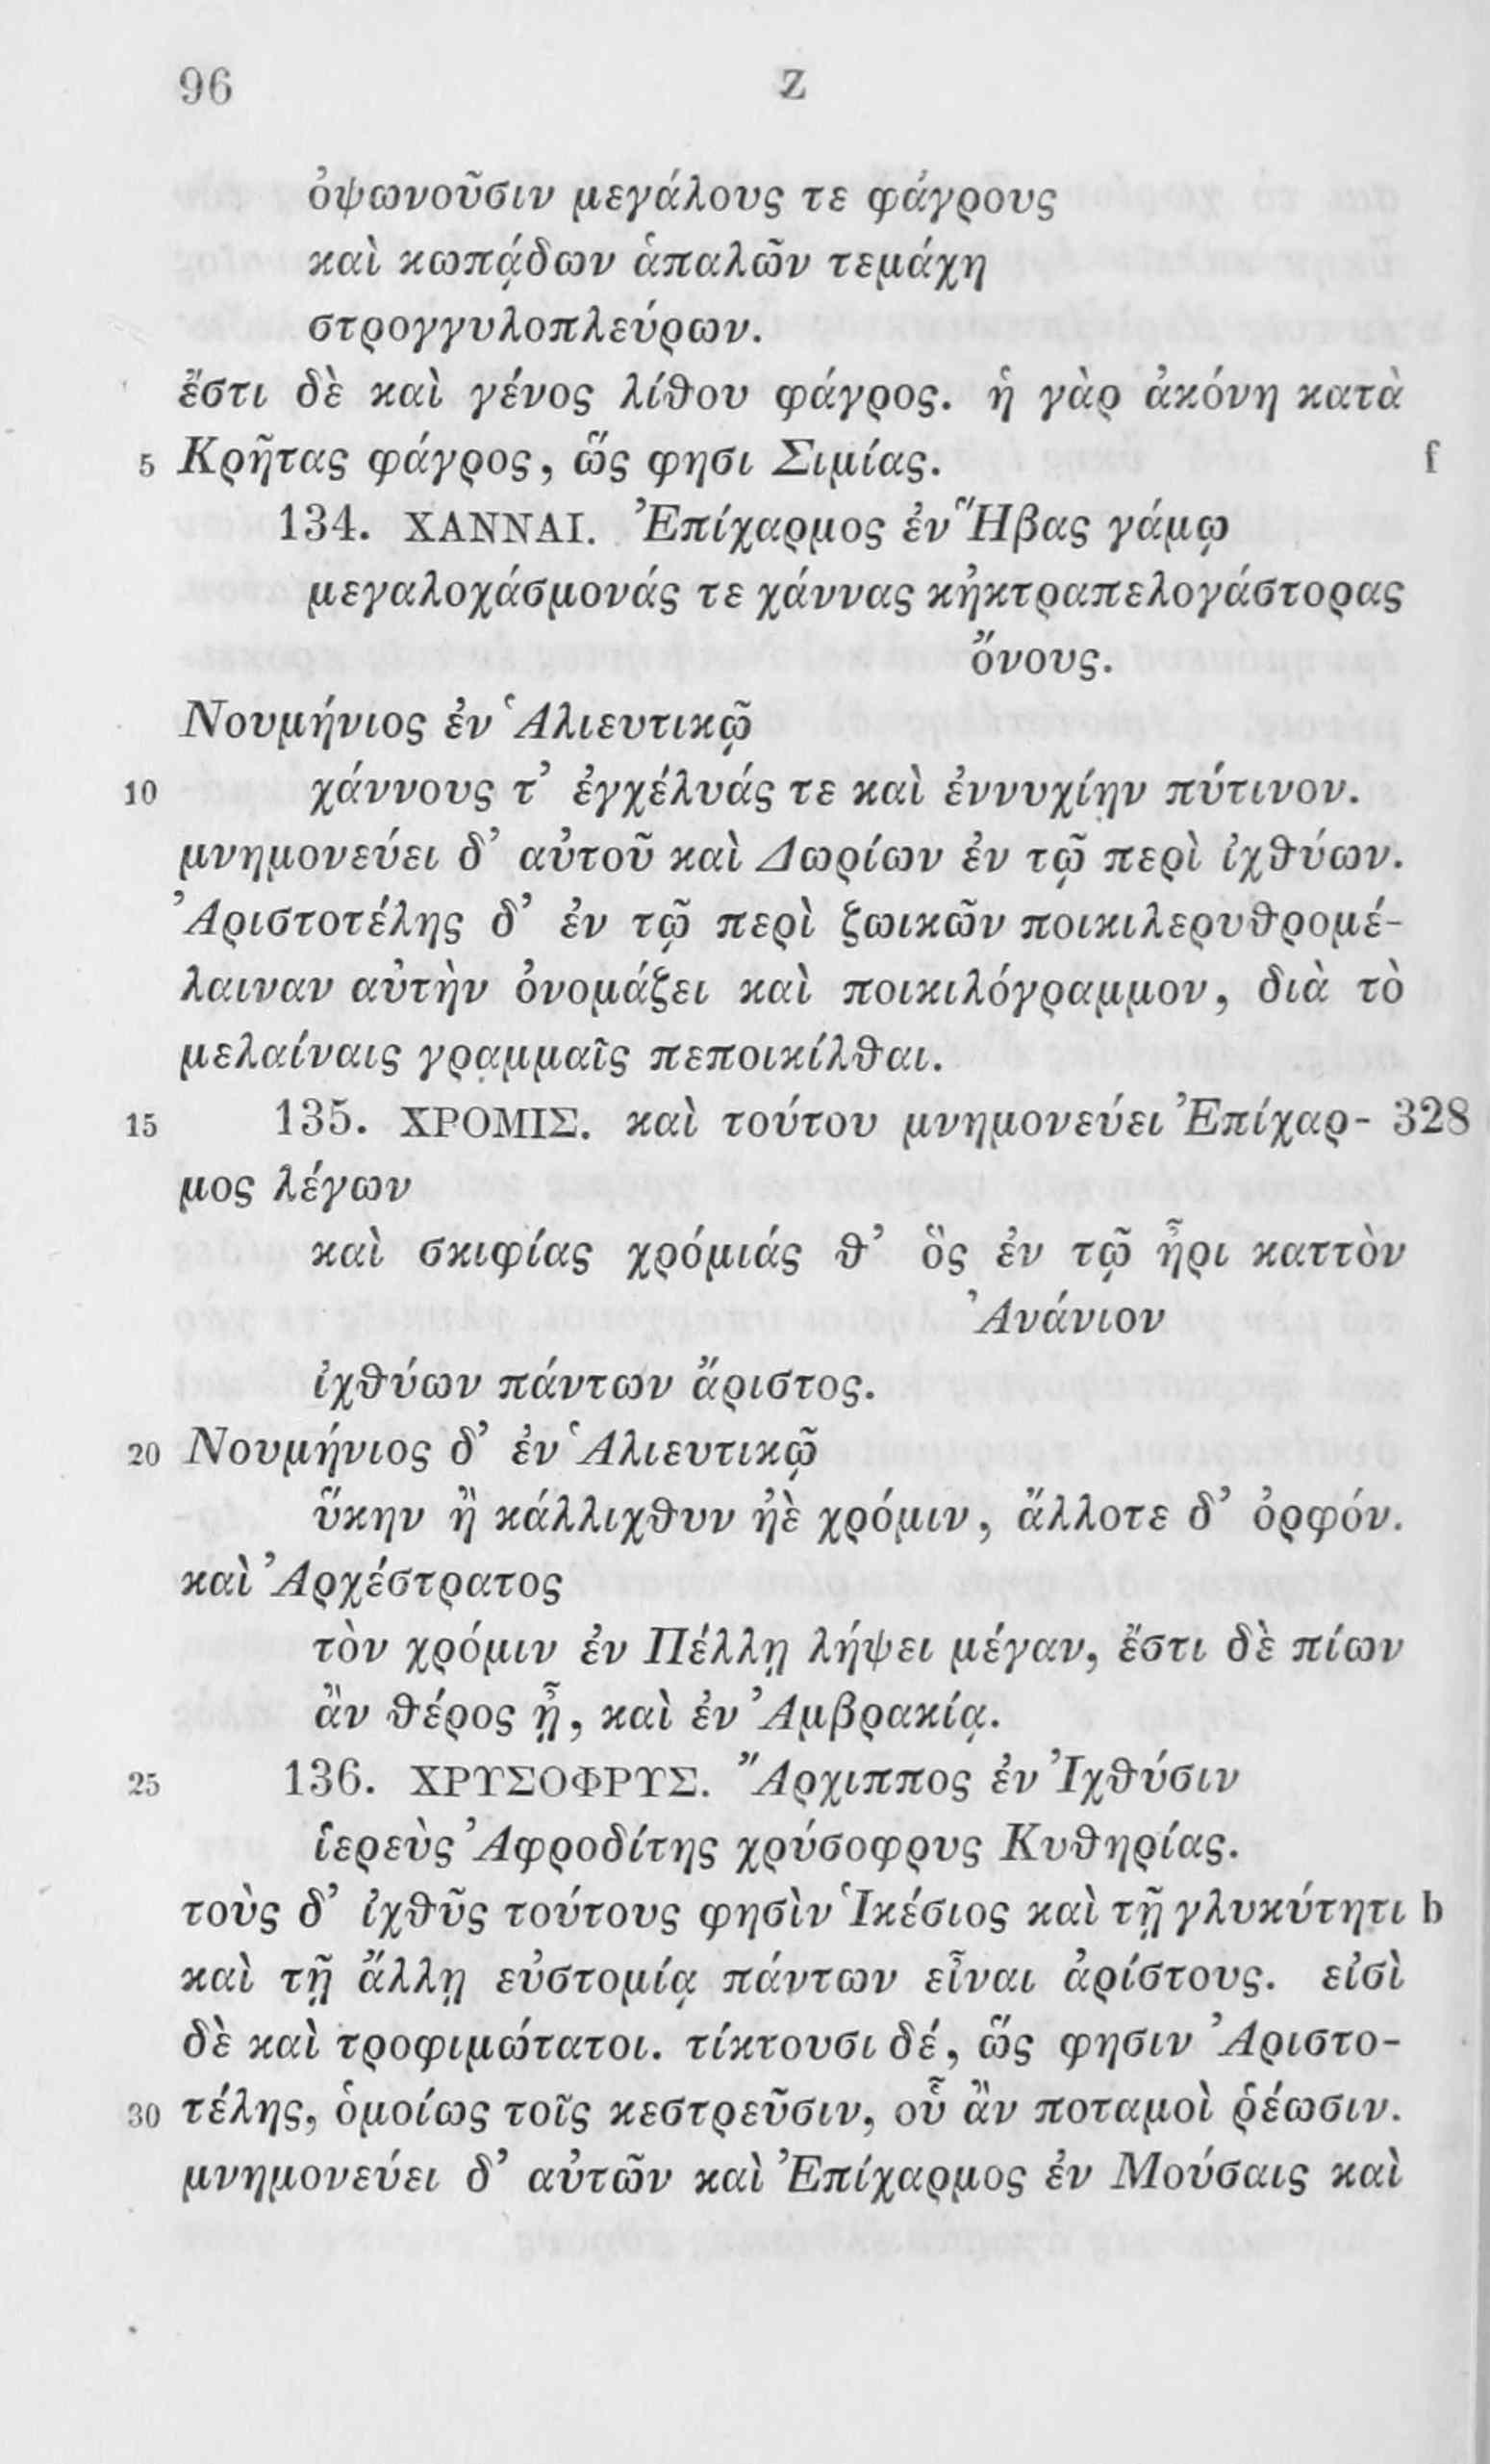 96 Z
ὀψωνοῦσιν μεγάλους τε φάγρους
καὶ κωπᾴδων ἁπαλῶν τεμάχη
στρογγυλοπλεύρων.
ἔστι δὲ καὶ γένος λίθου φάγρος. ἡ γὰρ ἀκόνη κατὰ
5 Κρῆτας φάγρος, ὥς φησι Σιμίας. f
134. ΧΑΝΝΑΙ. Ἐπίχαρμος ἐν Ἥβας γάμῳ
μεγαλοχάσμονάς τε χάννας κἠκτραπελογάστορας
ὄνους.
Νουμήνιος ἐν Ἁλιευτικῷ
10 χάννους τ’ ἐγχέλυάς τε καὶ ἐννυχίην πύτινον.
μνημονεύει δ’ αὐτοῦ καὶ Δωρίων ἐν τῷ περὶ ἰχθύων.
Ἀριστοτέλης δ’ ἐν τῷ περὶ ζωικῶν ποικιλερυθρομέ-
λαιναν αὐτὴν ὀνομάζει καὶ ποικιλόγραμμον, διὰ τὸ
μελαίναις γραμμαῖς πεποικίλθαι.
15 135. ΧΡΟΜΙΣ. καὶ τούτου μνημονεύει Ἐπίχαρ- 328
μος λέγων
καὶ σκιφίας χρόμιάς θ’ ὃς ἐν τῷ ἦρι καττὸν
Ἀνάνιον
ἰχθύων πάντων ἄριστος.
20 Νουμήνιος δ’ ἐν Ἁλιευτικῷ
ὕκην ἢ κάλλιχθυν ἠὲ χρόμιν, ἄλλοτε δ’ ὀρφόν.
καὶ Ἀρχέστρατος
τὸν χρόμιν ἐν Πέλλῃ λήψει μέγαν, ἔστι δὲ πίων
ἂν θέρος ᾖ, καὶ ἐν Ἀμβρακίᾳ.
25 136. ΧΡΥΣΟΦΡΥΣ. Ἄρχιππος ἐν Ἰχθύσιν
ἱερεὺς Ἀφροδίτης χρύσοφρυς Κυθηρίας.
τοὺς δ’ ἰχθῦς τούτους φησὶν Ἱκέσιος καὶ τῇ γλυκύτητι b
καὶ τῇ ἄλλῃ εὐστομίᾳ πάντων εἶναι ἀρίστους. εἰσὶ
δὲ καὶ τροφιμώτατοι. τίκτουσι δέ, ὥς φησιν Ἀριστο-
30 τέλης, ὁμοίως τοῖς κεστρεῦσιν, οὗ ἂν ποταμοὶ ῥέωσιν.
μνημονεύει δ’ αὐτῶν καὶ Ἐπίχαρμος ἐν Μούσαις καὶ